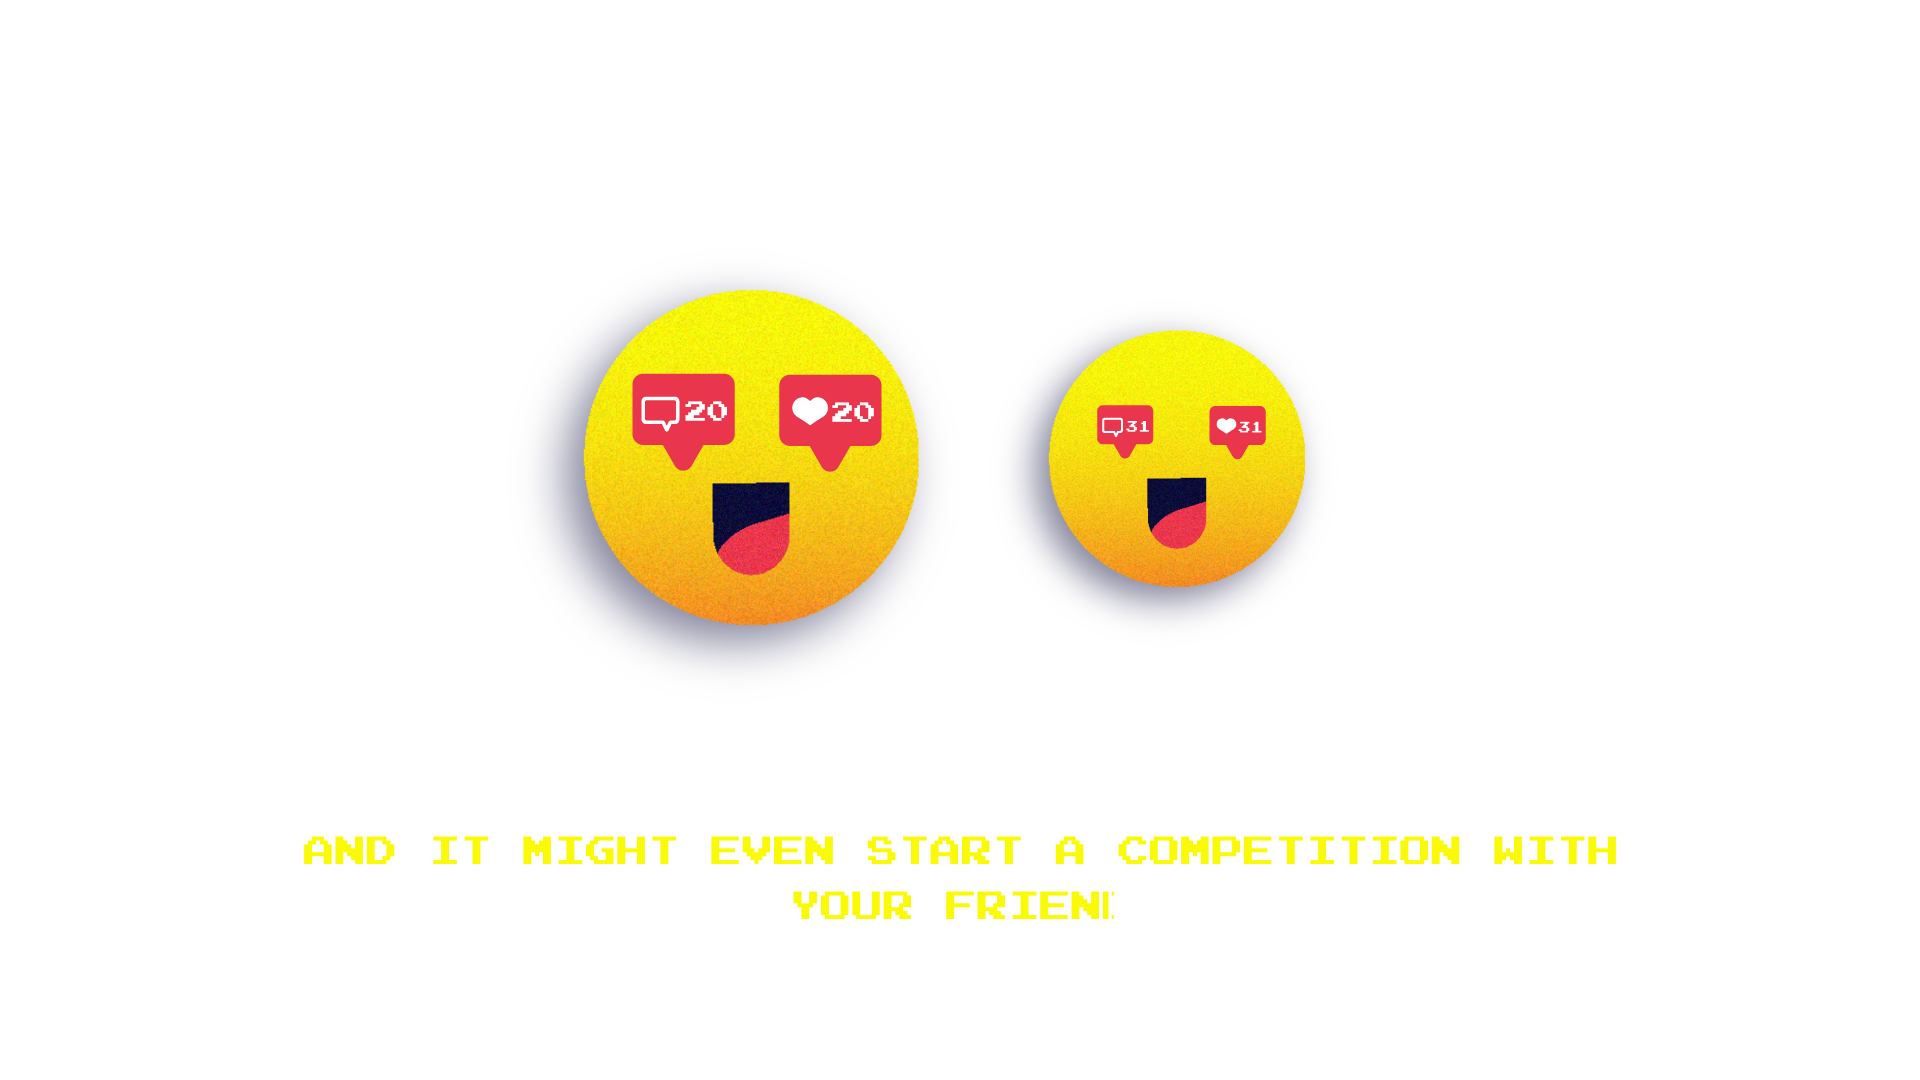 20 20
31 31
AND IT MIGHT EVEN START A COMPETITION WITH
YOUR FRIEN